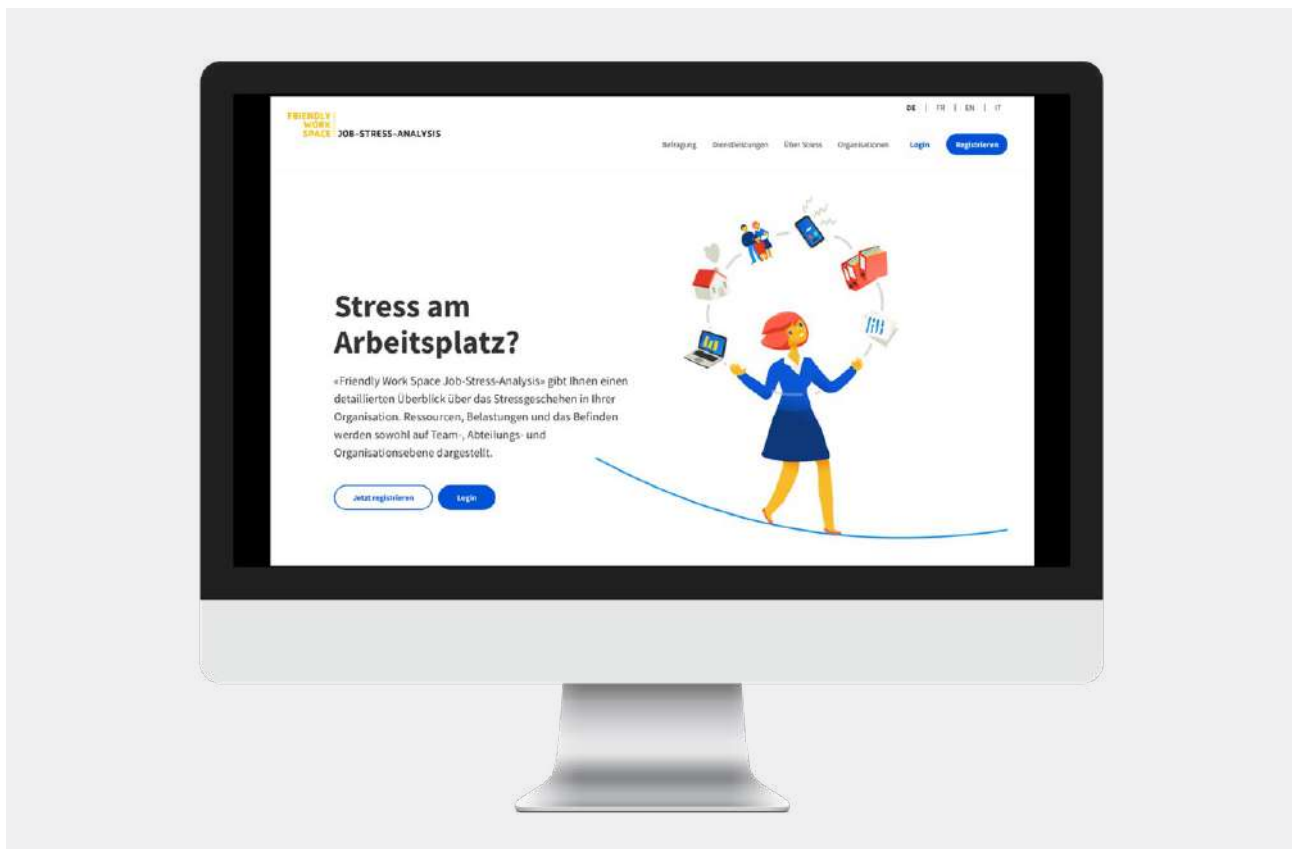 DE | FR | EN | IT
FRIENDLY
WORK
SPACE JOB-STRESS-ANALYSIS
Befragung Dienstleistungen Über Stress Organisationen Login Registrieren
Stress am
Arbeitsplatz?
«Friendly Work Space Job-Stress-Analysis» gibt Ihnen einen
detaillierten Überblick über das Stressgeschehen in Ihrer
Organisation. Ressourcen, Belastungen und das Befinden
werden sowohl auf Team-, Abteilungs- und
Organisationsebene dargestellt.
Jetzt registrieren Login